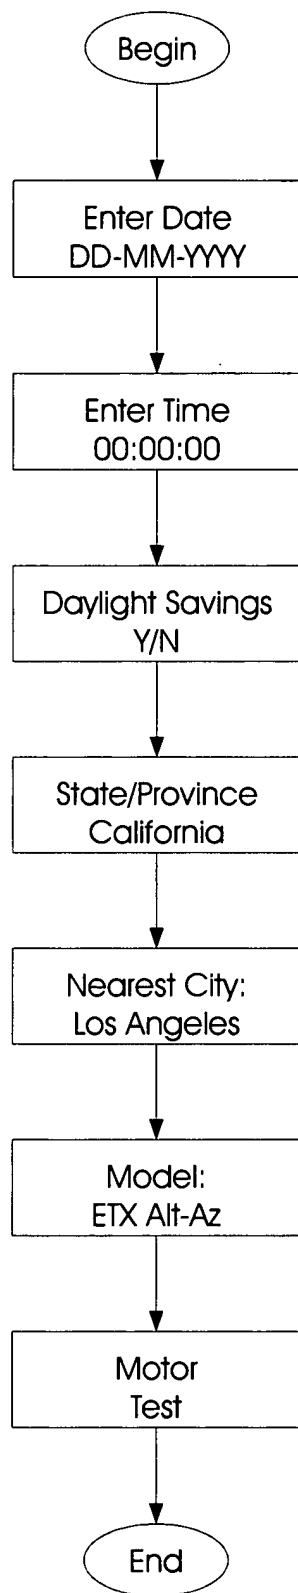 Begin
Enter Date
DD-MM-YYYY
Enter Time
00:00:00
Daylight Savings
Y/N
State/Province
California
Nearest City:
Los Angeles
Model:
ETX Alt-Az
Motor
Test
End